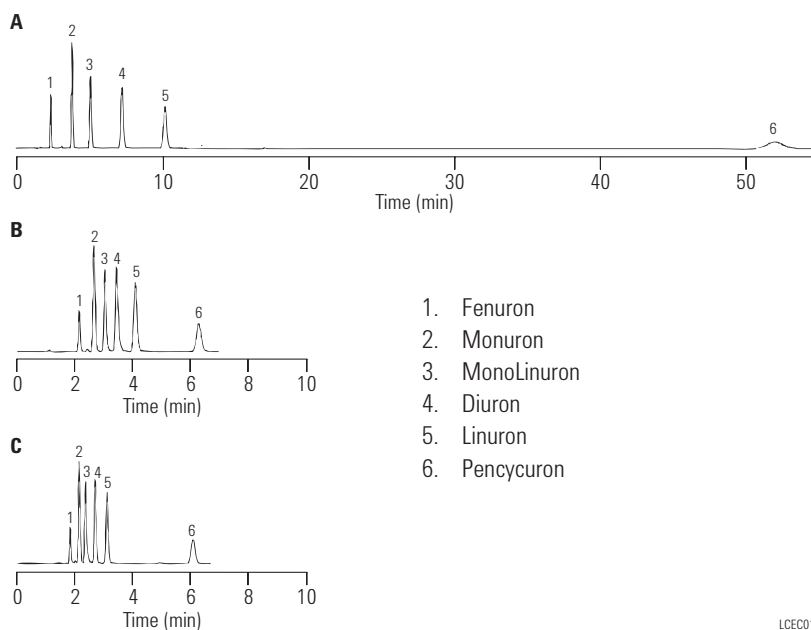 A
1 2 3 4 5 6
0 10 20 30 40 50
Time (min)
B
1 2 3 4 5 6
0 2 4 6 8 10
Time (min)
C
1 2 3 4 5 6
0 2 4 6 8 10
Time (min)
1. Fenuron
2. Monuron
3. MonoLinuron
4. Diuron
5. Linuron
6. Pencycuron